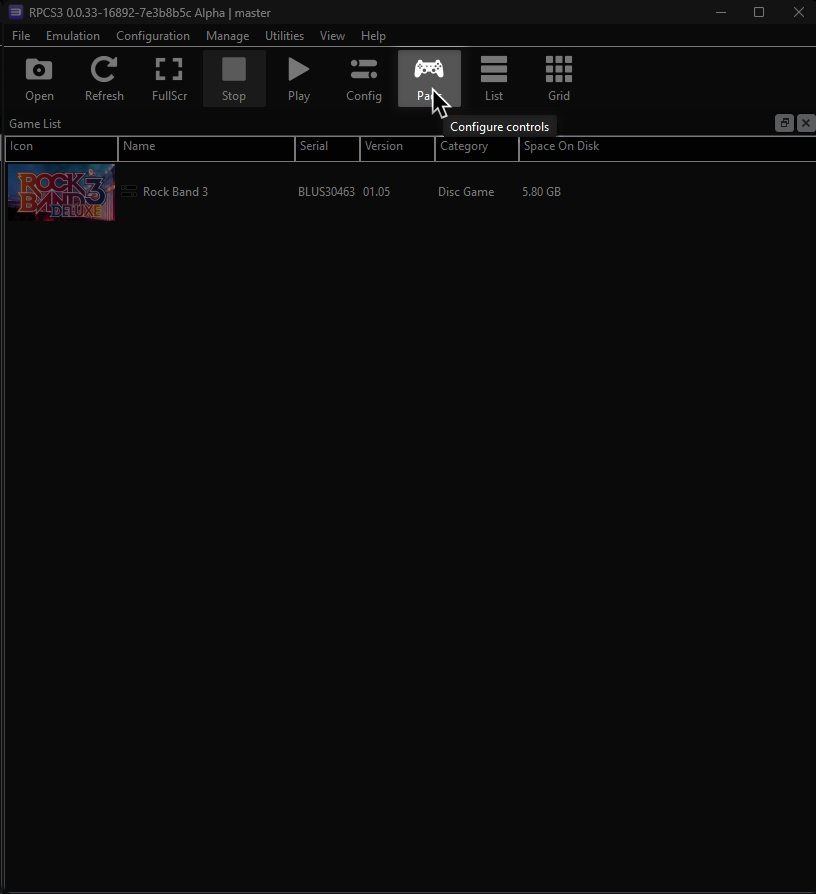 RPCS3 0.0.33-16892-7e3b8b5c Alpha | master
File Emulation Configuration Manage Utilities View Help
Open Refresh FullScr Stop Play Config List Grid
Configure controls
Game List
Icon Name Serial Version Category Space On Disk
ROCK BAND 3 DELUXE
Rock Band 3 BLUS30463 01.05 Disc Game 5.80 GB